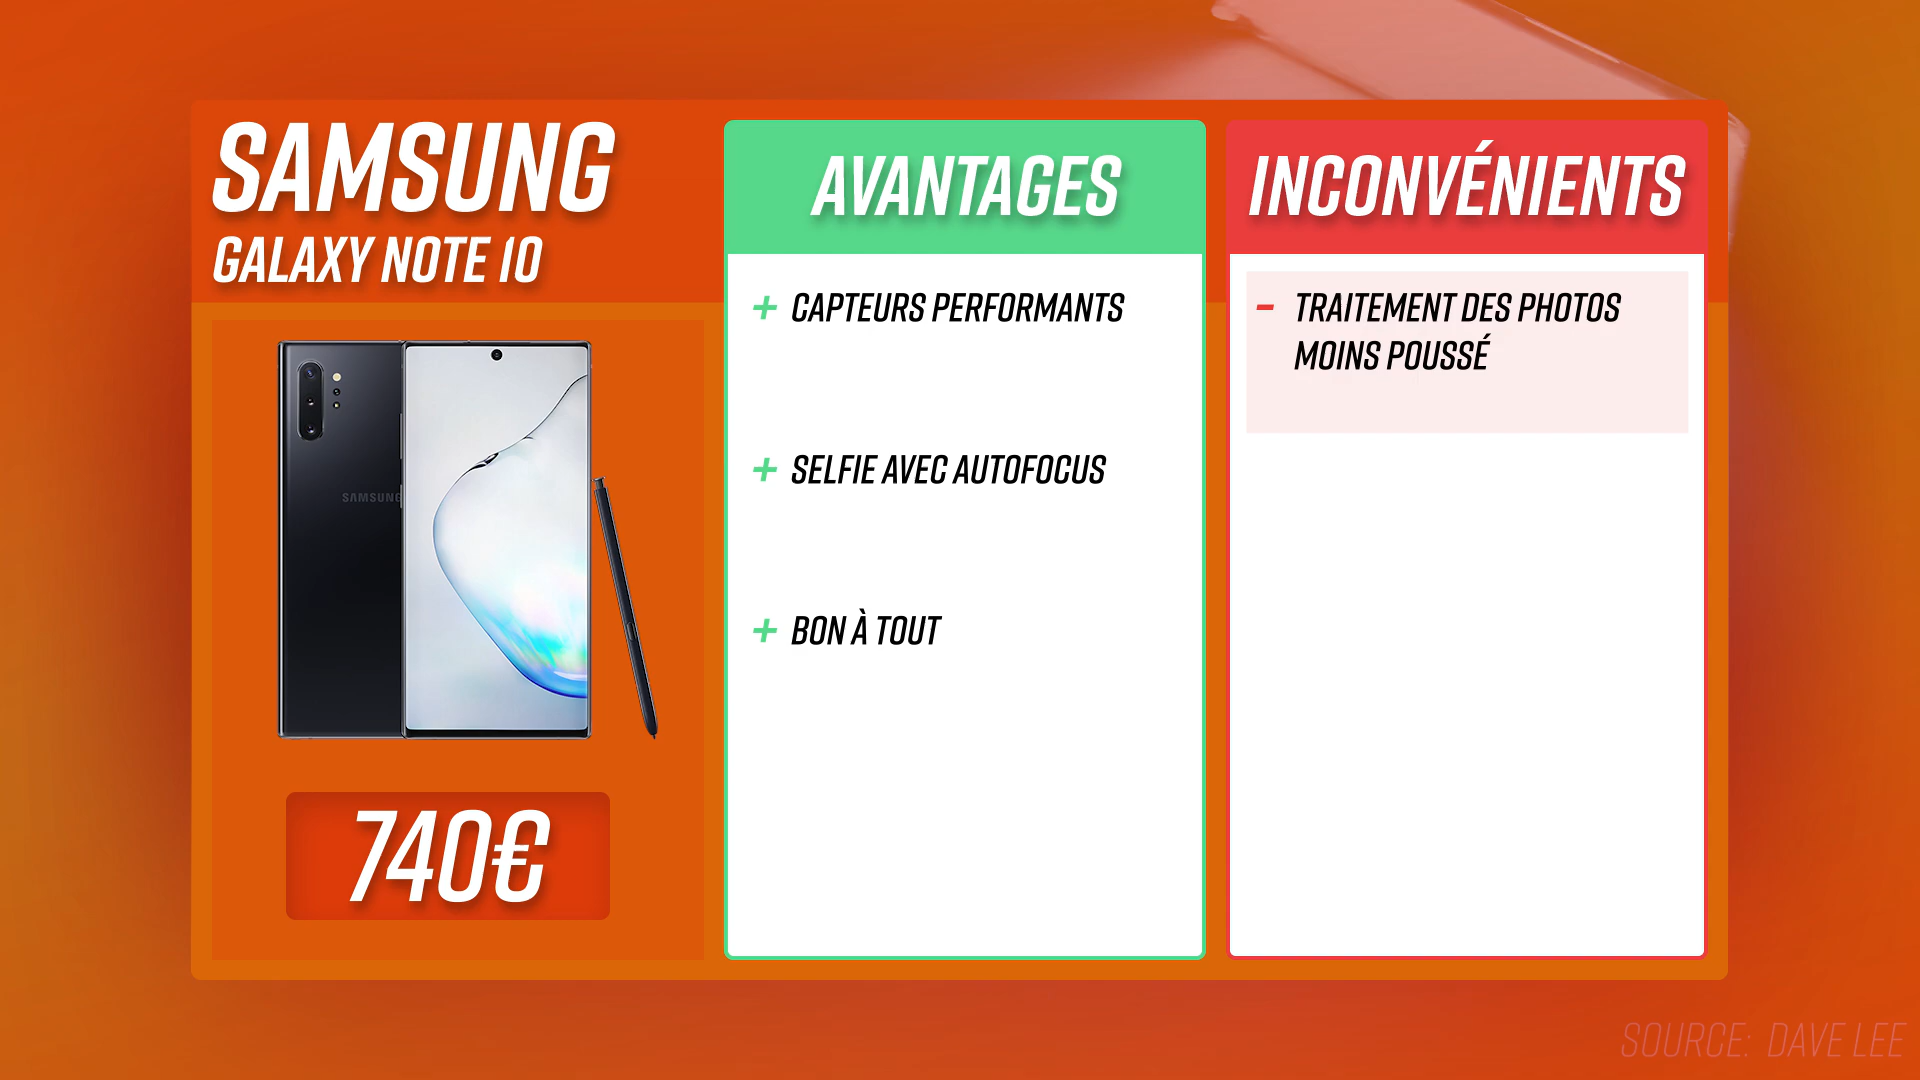 SAMSUNG
GALAXY NOTE 10
SAMSUNG
740€
AVANTAGES
+ CAPTEURS PERFORMANTS
+ SELFIE AVEC AUTOFOCUS
+ BON À TOUT
INCONVÉNIENTS
- TRAITEMENT DES PHOTOS
MOINS POUSSÉ
SOURCE: DAVE LEE